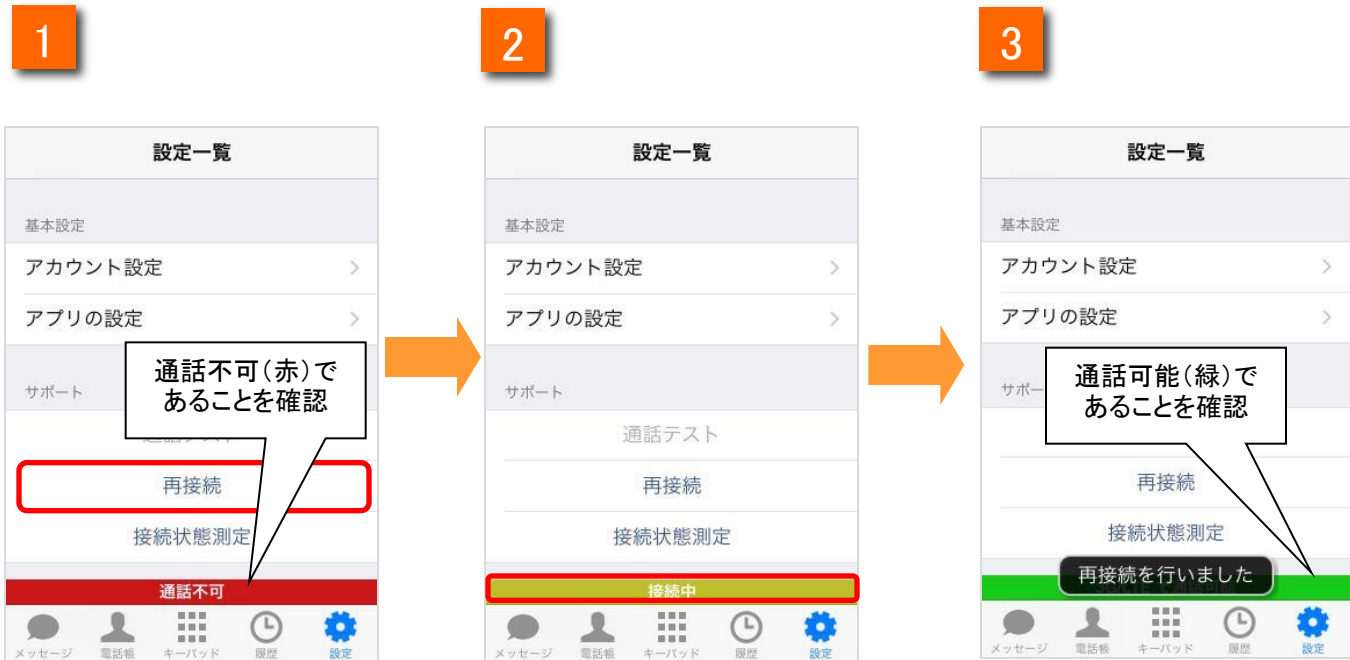 1
2
3
設定一覧
基本設定
アカウント設定
アプリの設定
通話不可（赤）で
あることを確認
サポート
再接続
接続状態測定
通話不可
メッセージ
電話帳
キーパッド
履歴
設定
設定一覧
基本設定
アカウント設定
アプリの設定
サポート
通話テスト
再接続
接続状態測定
接続中
メッセージ
電話帳
キーパッド
履歴
設定
設定一覧
基本設定
アカウント設定
アプリの設定
通話可能（緑）で
あることを確認
サポー
再接続
接続状態測定
再接続を行いました
メッセージ
電話帳
キーパッド
履歴
設定